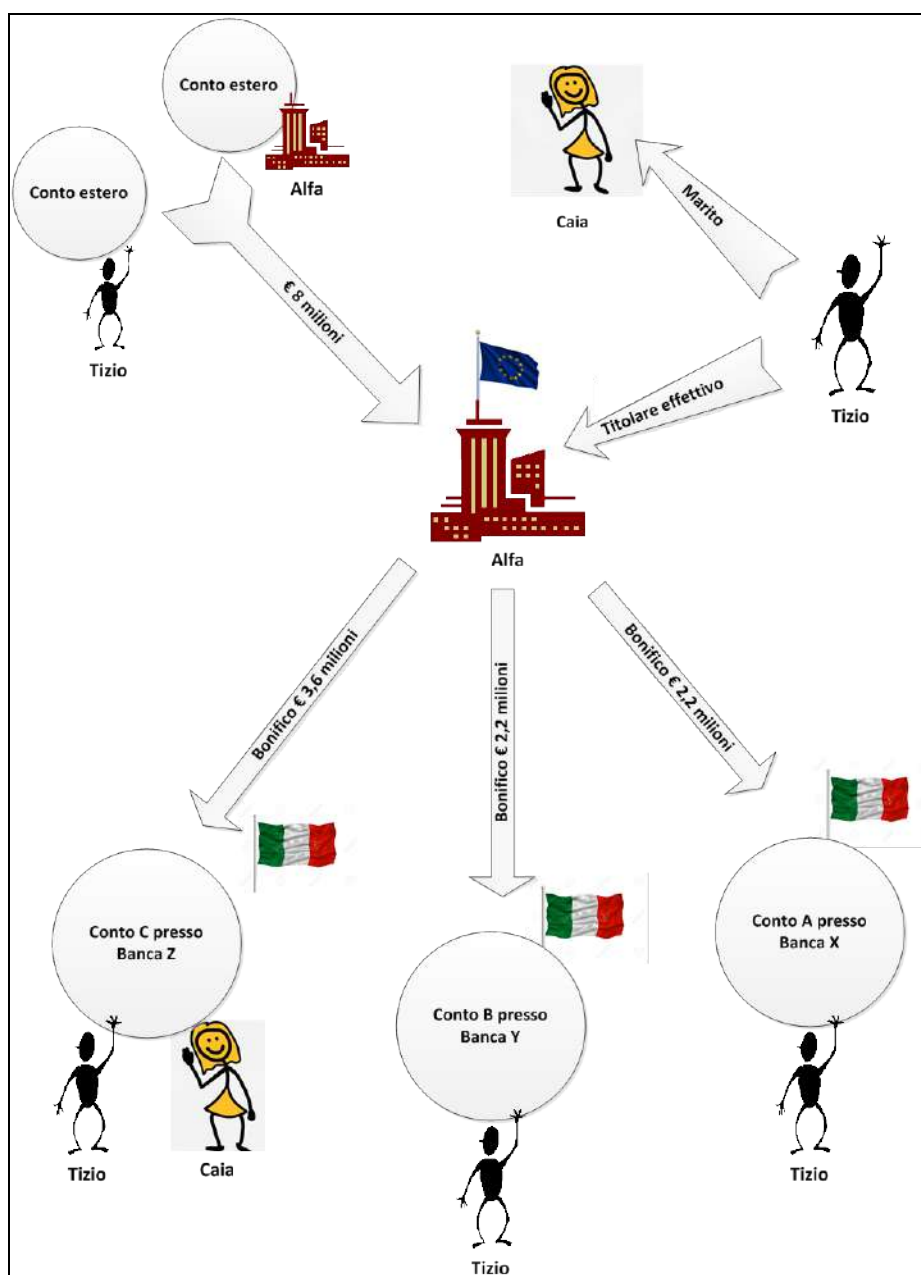 Conto estero
Alfa
Conto estero
Tizio
€ 8 milioni
Caia
Marito
Tizio
Titolare effettivo
Alfa
Bonifico € 3,6 milioni
Bonifico € 2,2 milioni
Bonifico € 2,2 milioni
Conto C presso
Banca Z
Tizio
Caia
Conto B presso
Banca Y
Tizio
Conto A presso
Banca X
Tizio